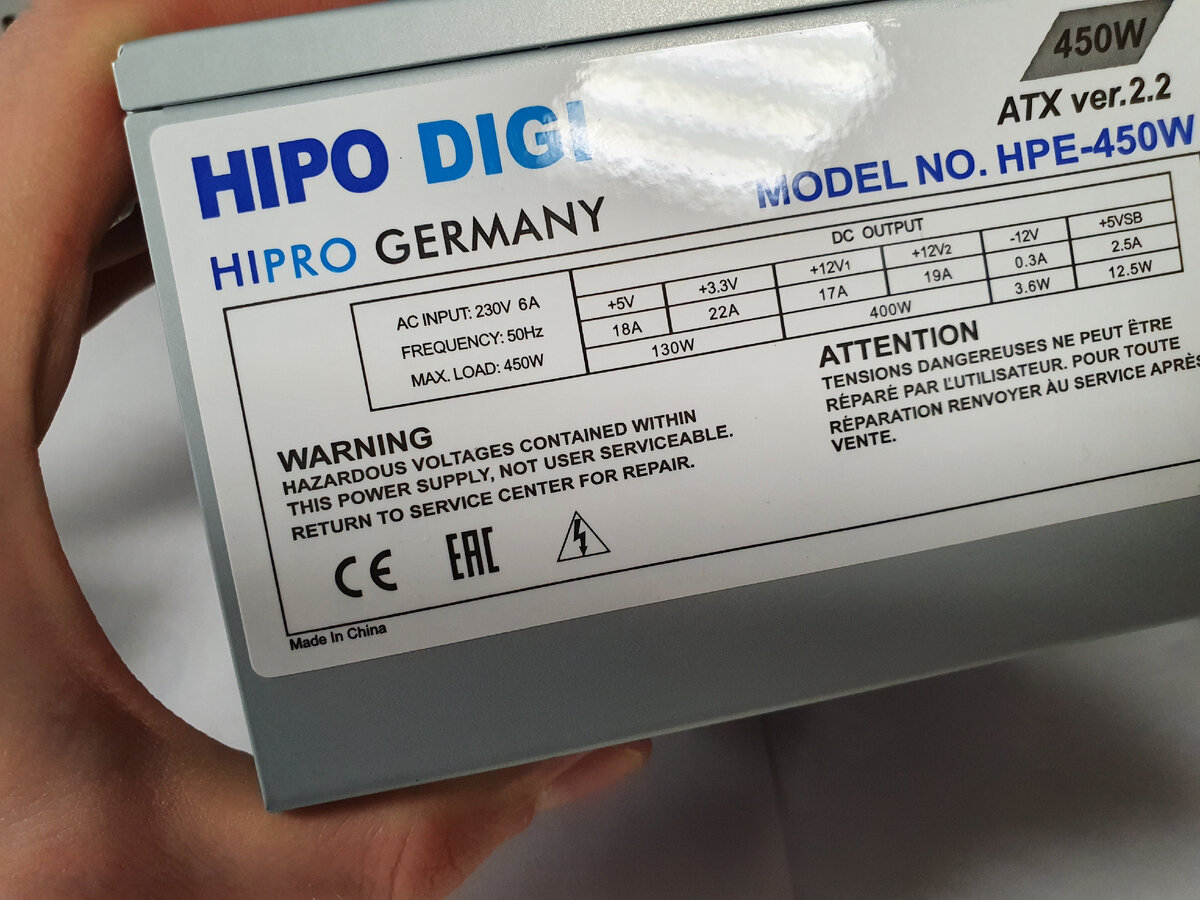 450W
ATX ver.2.2
HIPO DIGI
MODEL NO. HPE-450W
HIPRO GERMANY
AC INPUT: 230V 6A
FREQUENCY: 50Hz
MAX. LOAD: 450W
DC OUTPUT
+5V +3.3V +12V1 +12V2 -12V +5VSB
18A 22A 17A 19A 0.3A 2.5A
130W 400W 3.6W 12.5W
WARNING
HAZARDOUS VOLTAGES CONTAINED WITHIN
THIS POWER SUPPLY, NOT USER SERVICEABLE.
RETURN TO SERVICE CENTER FOR REPAIR.
ATTENTION
TENSIONS DANGEREUSES NE PEUT ËTRE
RÉPARÉ PAR L'UTILISATEUR. POUR TOUTE
RÉPARATION RENVOYER ÀU SERVICE APRÈS
VENTE.
CE EAC
Made In China